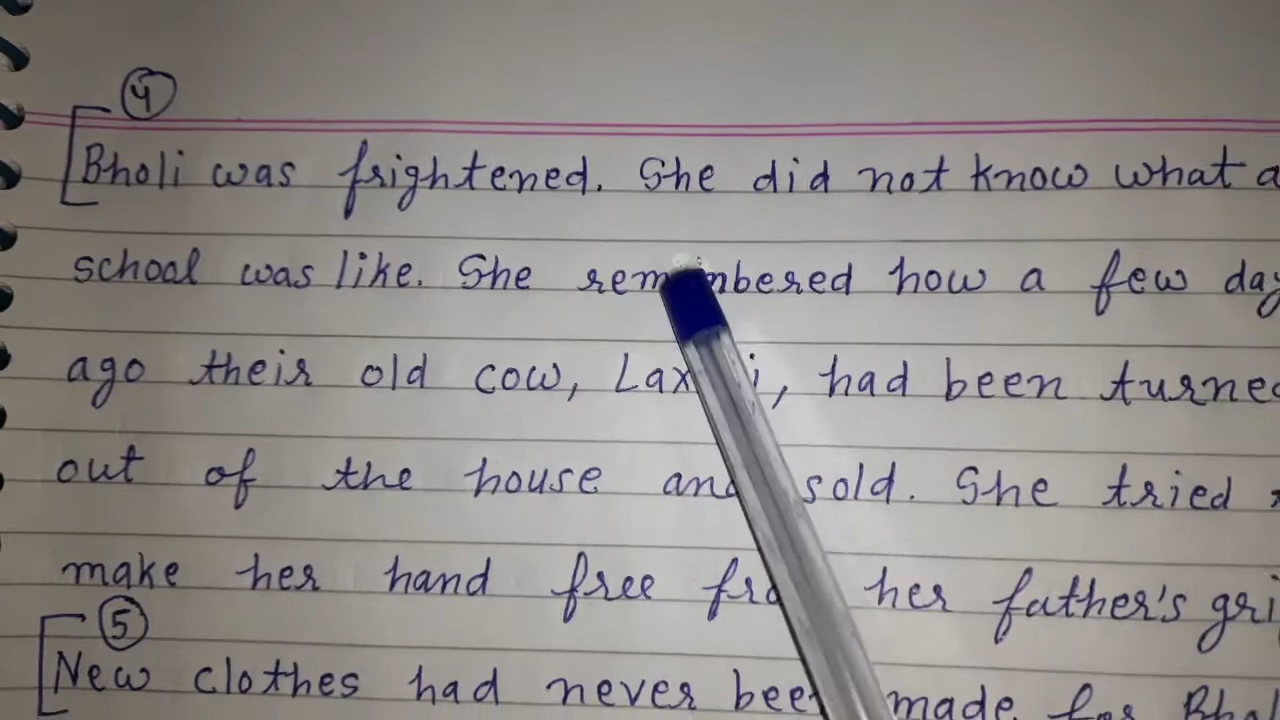 4
Bholi was frightened. She did not know what a
school was like. She remembered how a few
ago their old cow, had been
out of the house and sold. She tried
make her hand free her father's
5
New clothes had never made for